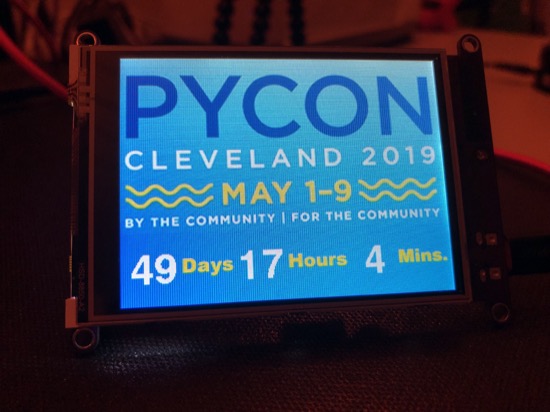 PYCON
CLEVELAND 2019
MAY 1-9
BY THE COMMUNITY | FOR THE COMMUNITY
49 Days 17 Hours 4 Mins.